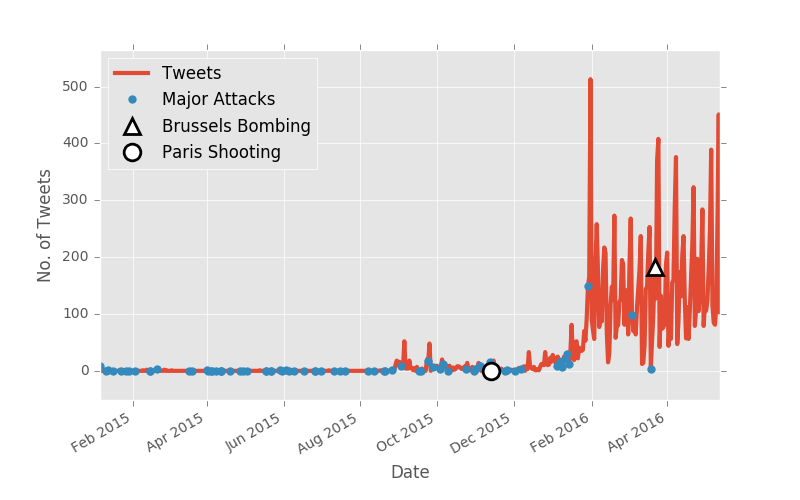 Tweets
Major Attacks
Brussels Bombing
Paris Shooting
500
400
300
200
100
0
No. of Tweets
Feb 2015
Apr 2015
Jun 2015
Aug 2015
Oct 2015
Dec 2015
Feb 2016
Apr 2016
Date